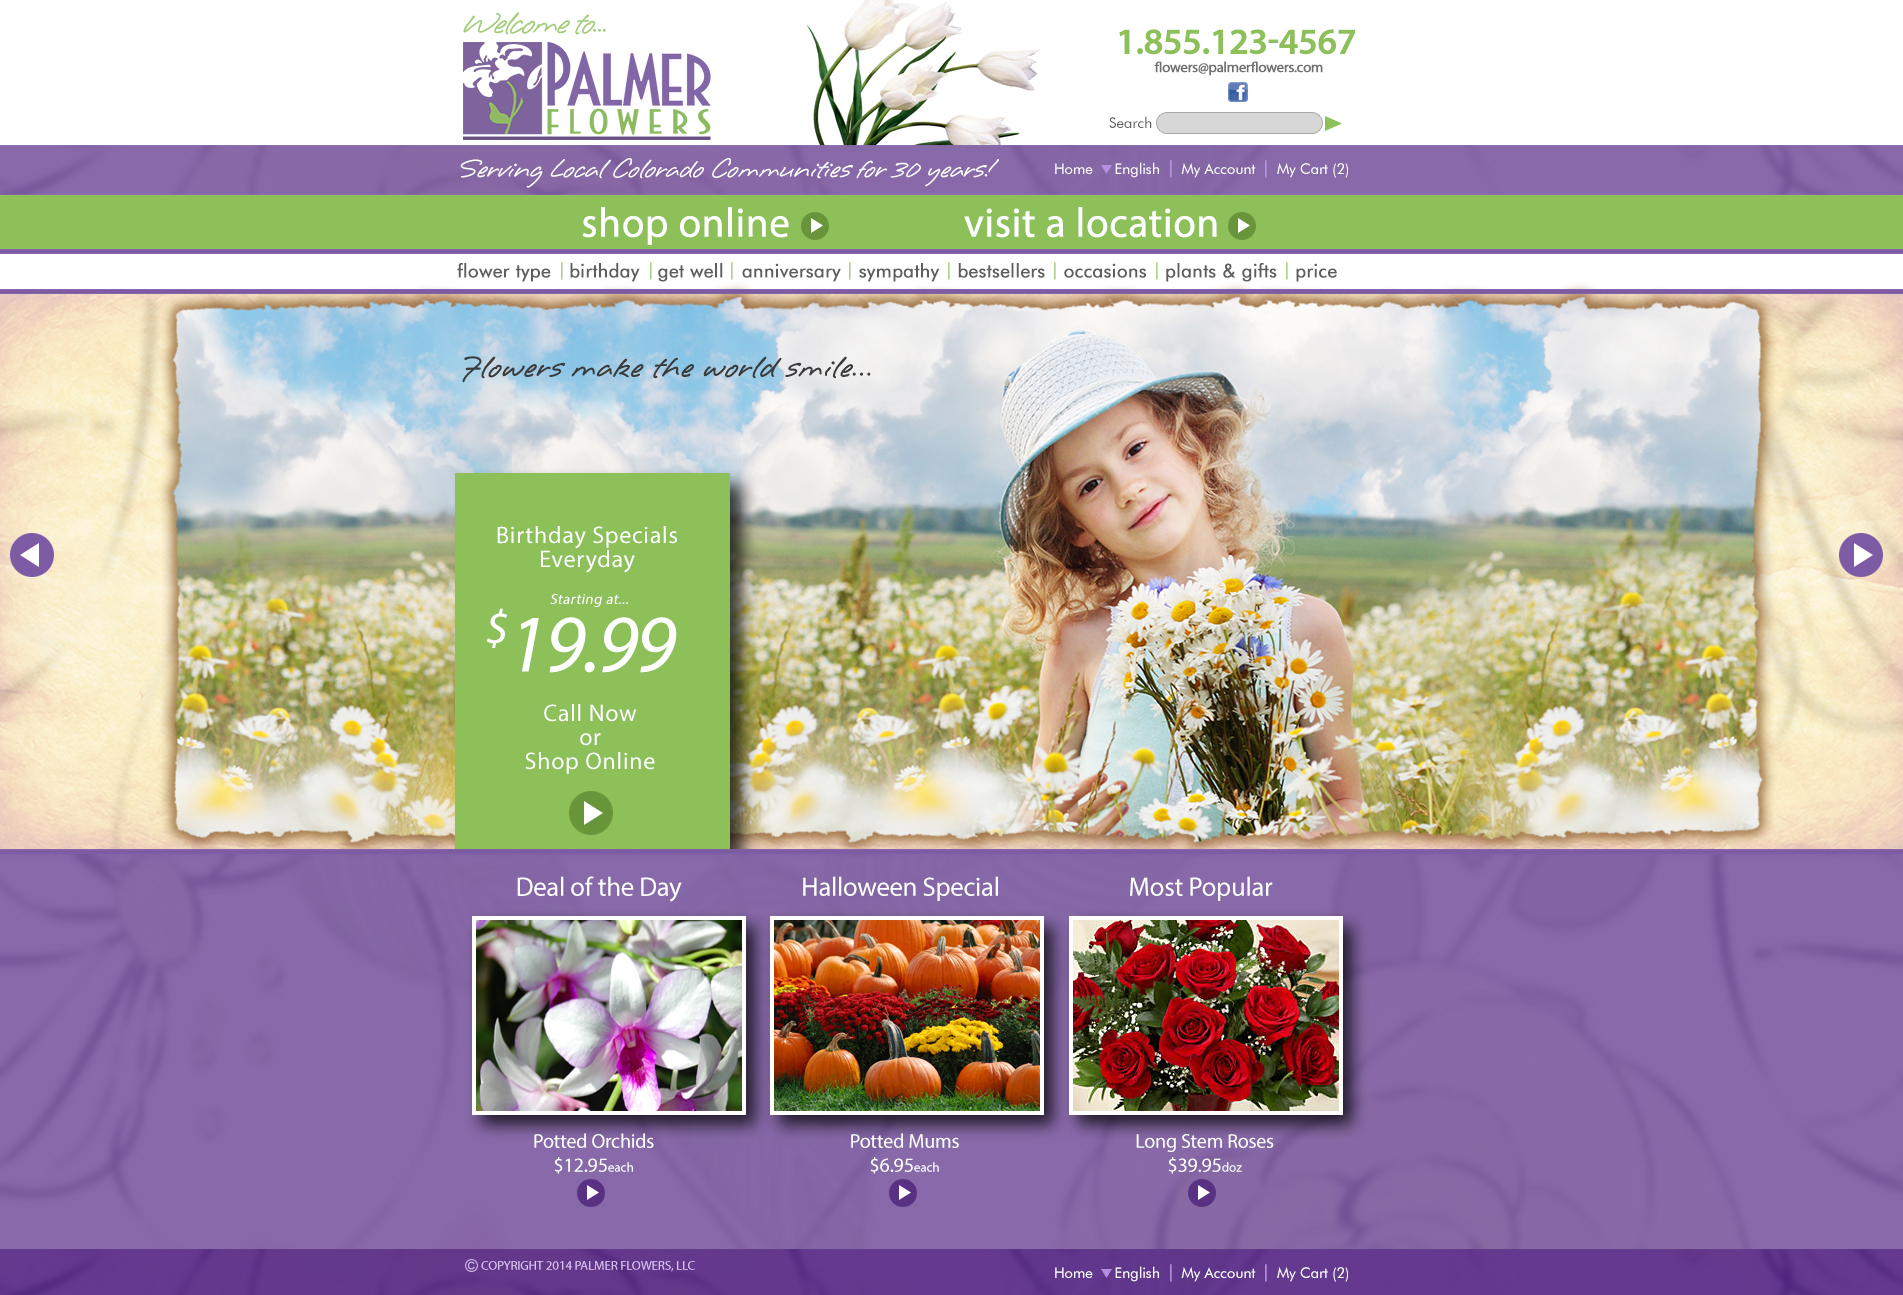 Welcome to...
PALMER
FLOWERS
1.855.123-4567
flowers@palmerflowers.com
f
Search
Serving Local Colorado Communities for 30 years!
Home English My Account My Cart (2)
shop online visit a location
flower type birthday get well anniversary sympathy bestsellers occasions plants & gifts price
Flowers make the world smile...
Birthday Specials
Everyday
Starting at...
$19.99
Call Now
or
Shop Online
Deal of the Day Halloween Special Most Popular
Potted Orchids Potted Mums Long Stem Roses
$12.95each $6.95each $39.95doz
© COPYRIGHT 2014 PALMER FLOWERS, LLC
Home English My Account My Cart (2)